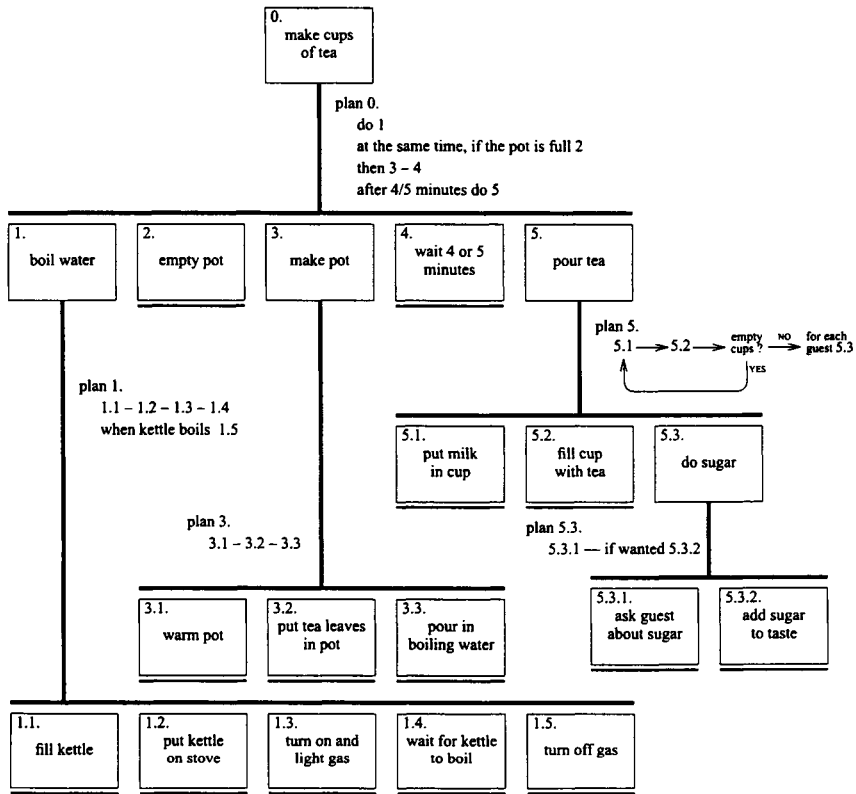 0.
make cups
of tea
plan 0.
do 1
at the same time, if the pot is full 2
then 3 – 4
after 4/5 minutes do 5
1.
boil water
2.
empty pot
3.
make pot
4.
wait 4 or 5
minutes
5.
pour tea
plan 5.
5.1 → 5.2 → empty cups ? NO → for each guest 5.3
YES
plan 1.
1.1 – 1.2 – 1.3 – 1.4
when kettle boils 1.5
5.1.
put milk
in cup
5.2.
fill cup
with tea
5.3.
do sugar
plan 3.
3.1 – 3.2 – 3.3
plan 5.3.
5.3.1 — if wanted 5.3.2
3.1.
warm pot
3.2.
put tea leaves
in pot
3.3.
pour in
boiling water
5.3.1.
ask guest
about sugar
5.3.2.
add sugar
to taste
1.1.
fill kettle
1.2.
put kettle
on stove
1.3.
turn on and
light gas
1.4.
wait for kettle
to boil
1.5.
turn off gas